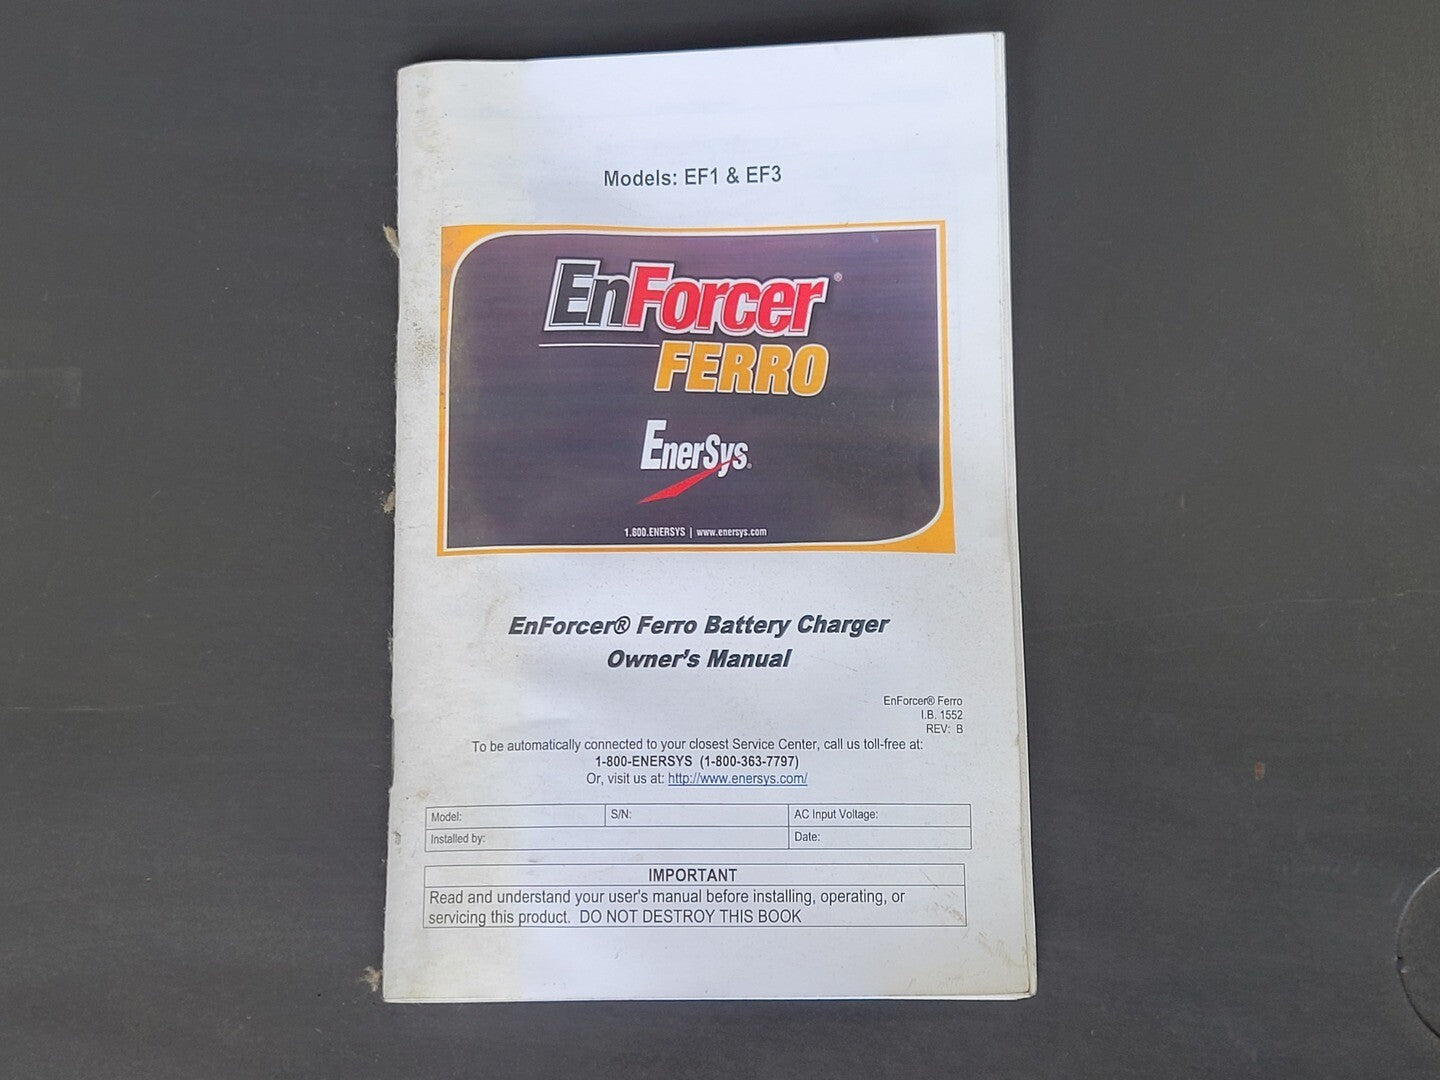 Models: EF1 & EF3
EnForcer®
FERRO
EnerSys®
1.800.ENERSYS | www.enersys.com
EnForcer® Ferro Battery Charger
Owner's Manual
EnForcer® Ferro
I.B. 1552
REV: B
To be automatically connected to your closest Service Center, call us toll-free at:
1-800-ENERSYS (1-800-363-7797)
Or, visit us at: http://www.enersys.com/
Model: S/N: AC Input Voltage:
Installed by: Date:
IMPORTANT
Read and understand your user's manual before installing, operating, or
servicing this product. DO NOT DESTROY THIS BOOK